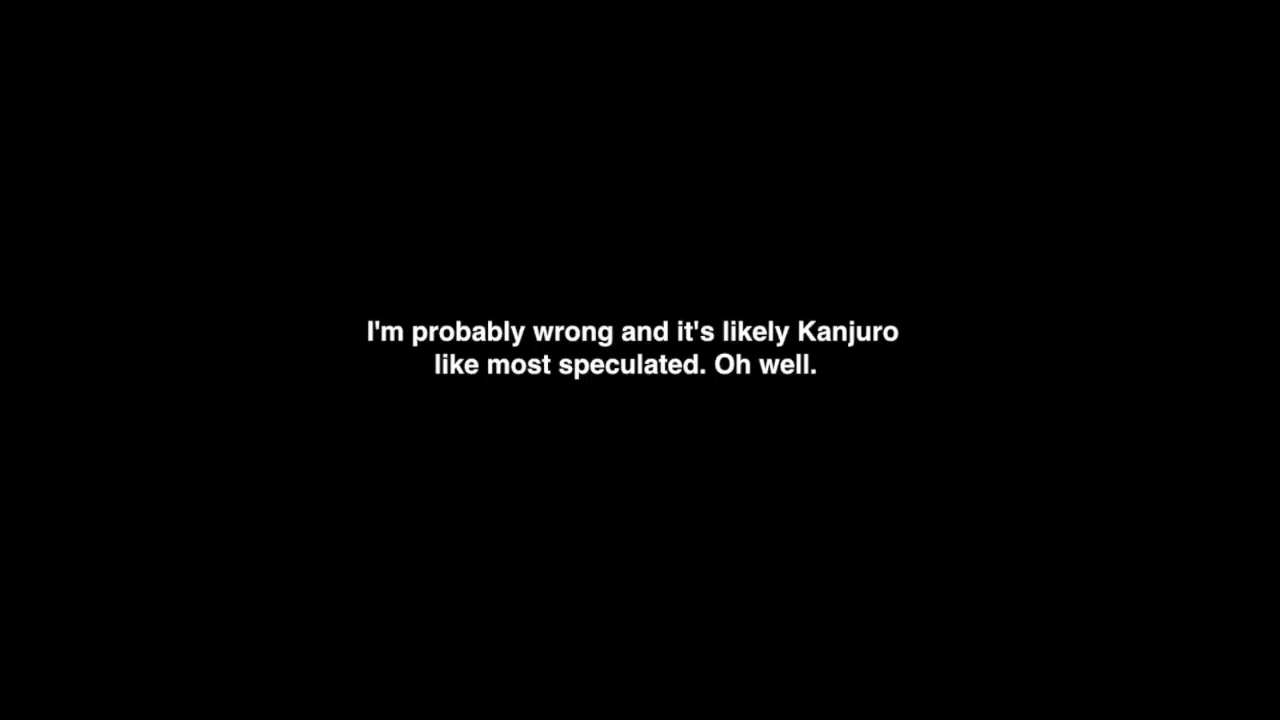 I'm probably wrong and it's likely Kanjuro
like most speculated. Oh well.